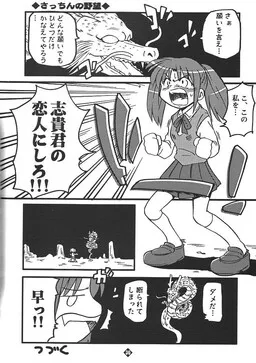 ◆さっちんの野望◆
さぁ
願いを言え…
どんな願いでも
ひとつだけ
かなえてやろう
こ、この
私を…
志貴君の
恋人にしろ!!!
ダメだ…
断られて
しまった
早っ!!
つづく